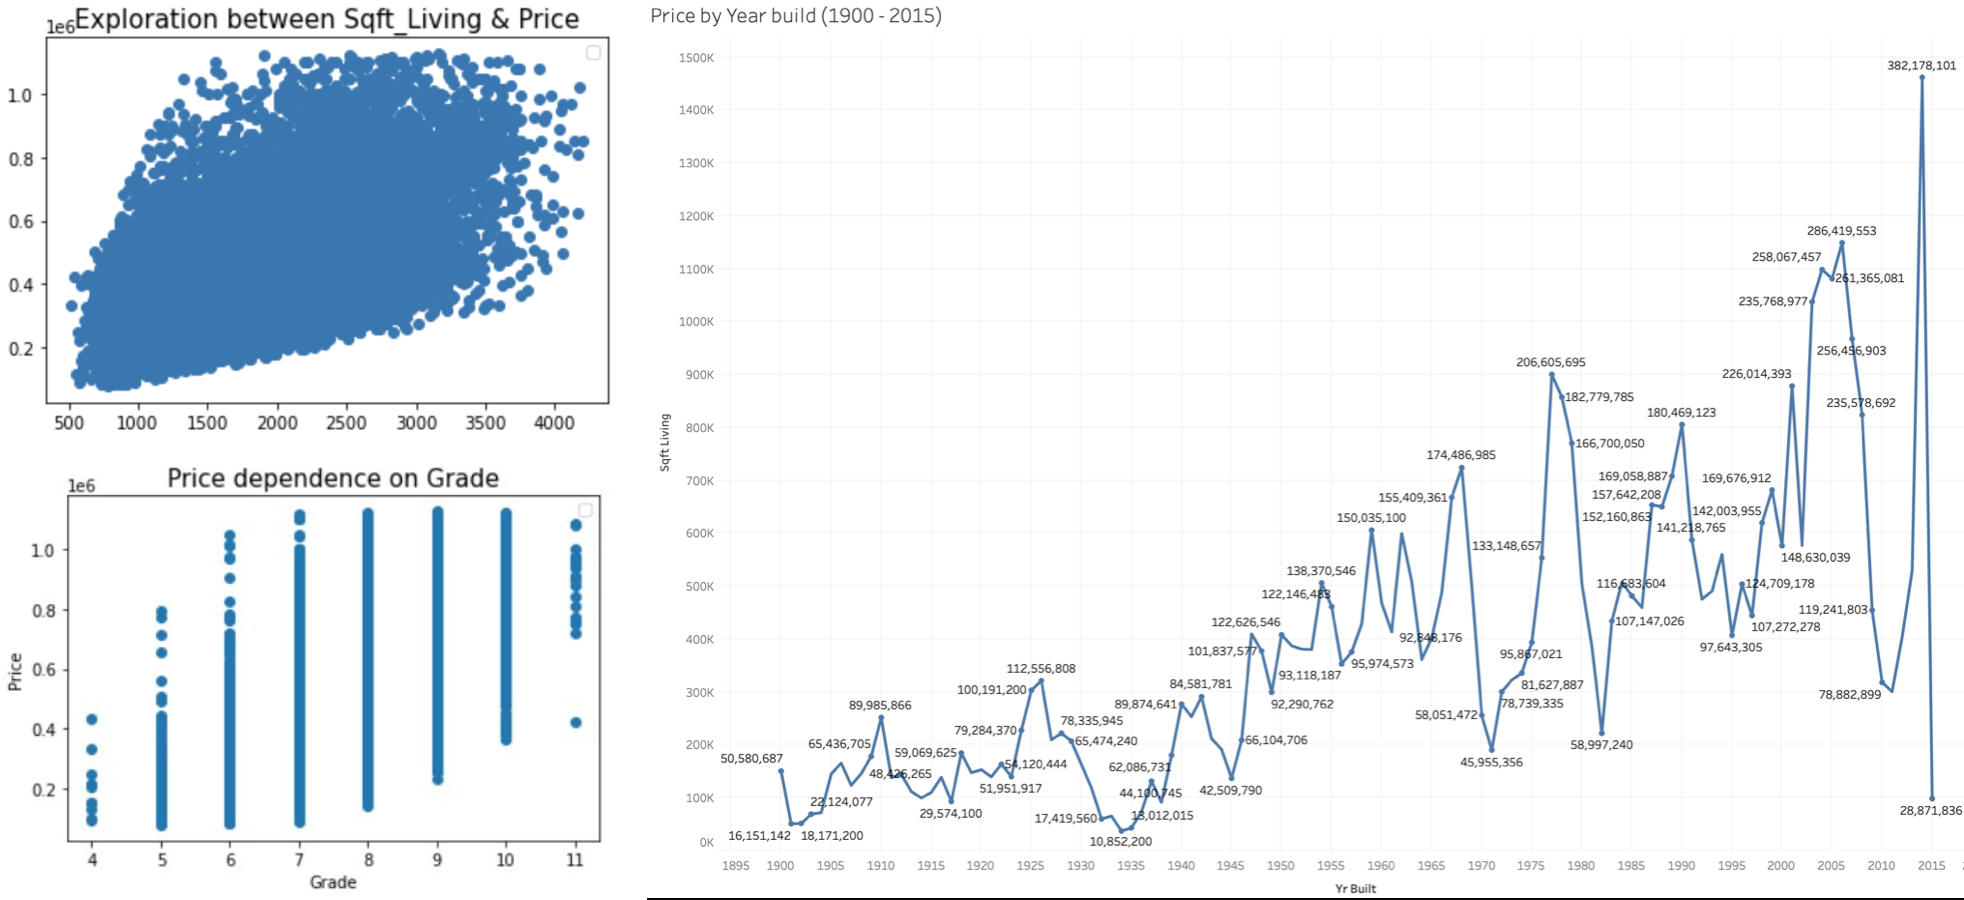 Exploration between Sqft_Living & Price
1e6
1.0
0.8
0.6
0.4
0.2
500 1000 1500 2000 2500 3000 3500 4000
Price dependence on Grade
1e6
Price
1.0
0.8
0.6
0.4
0.2
4 5 6 7 8 9 10 11
Grade
Price by Year build (1900 - 2015)
Sqft Living
1500K
1400K
1300K
1200K
1100K
1000K
900K
800K
700K
600K
500K
400K
300K
200K
100K
0K
50,580,687
16,151,142
18,171,200
22,124,077
65,436,705
89,985,866
48,426,265
59,069,625
29,574,100
79,284,370
54,120,444
51,951,917
100,191,200
112,556,808
78,335,945
65,474,240
17,419,560
10,852,200
13,012,015
62,086,731
44,100,745
89,874,641
84,581,781
42,509,790
66,104,706
122,626,546
101,837,577
92,290,762
93,118,187
138,370,546
122,146,483
95,974,573
150,035,100
92,848,176
155,409,361
174,486,985
58,051,472
45,955,356
78,739,335
81,627,887
95,867,021
133,148,657
206,605,695
182,779,785
166,700,050
58,997,240
107,147,026
116,683,604
152,160,863
157,642,208
169,058,887
180,469,123
141,218,765
97,643,305
124,709,178
107,272,278
142,003,955
169,676,912
148,630,039
226,014,393
235,768,977
258,067,457
261,365,081
286,419,553
256,456,903
235,578,692
119,241,803
78,882,899
382,178,101
28,871,836
1895 1900 1905 1910 1915 1920 1925 1930 1935 1940 1945 1950 1955 1960 1965 1970 1975 1980 1985 1990 1995 2000 2005 2010 2015
Yr Built